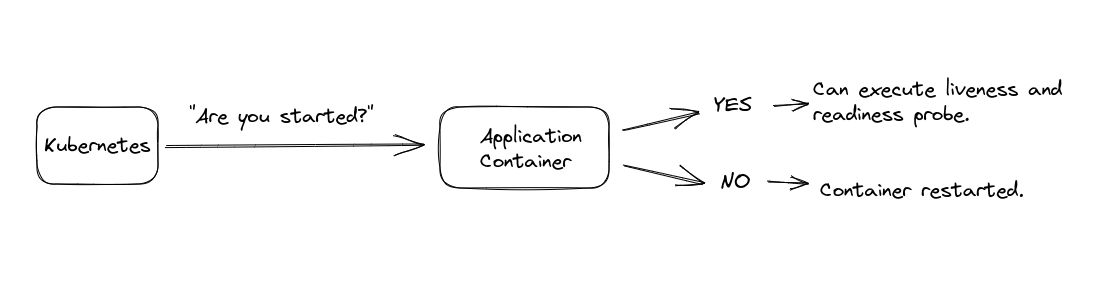 Kubernetes
"Are you started?"
Application
Container
YES
Can execute liveness and
readiness probe.
NO
Container restarted.